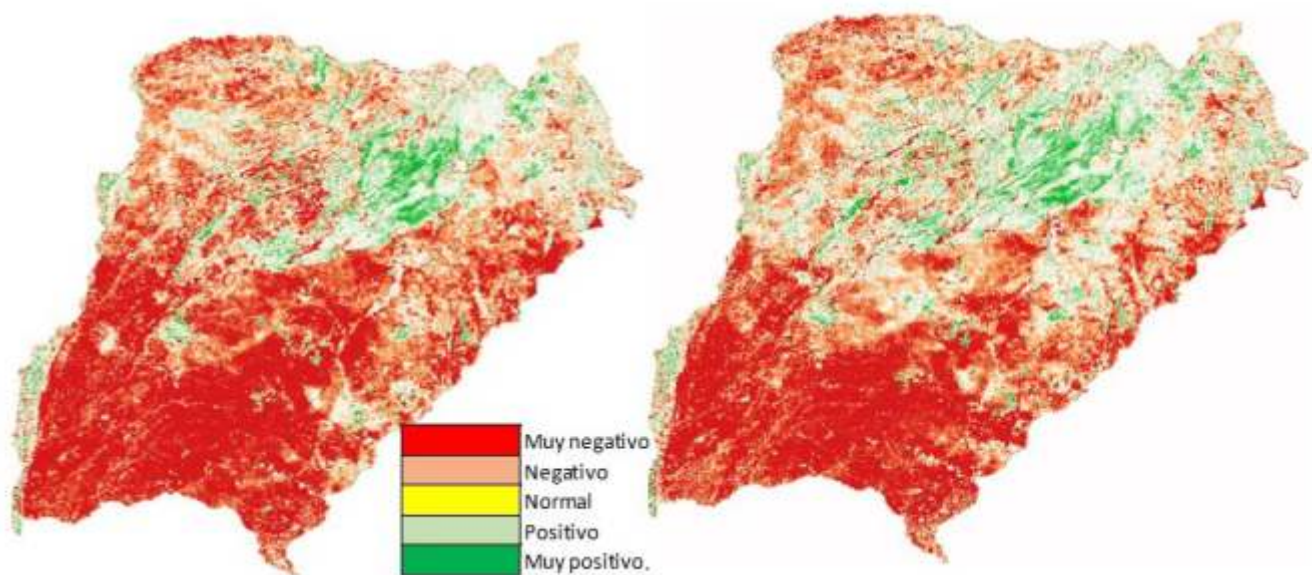 Muy negativo
Negativo
Normal
Positivo
Muy positivo.